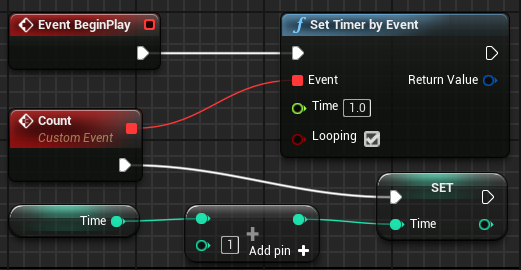 Event BeginPlay
Set Timer by Event
Event
Return Value
Time 1.0
Looping
Count
Custom Event
SET
Time
Time
1
Add pin +